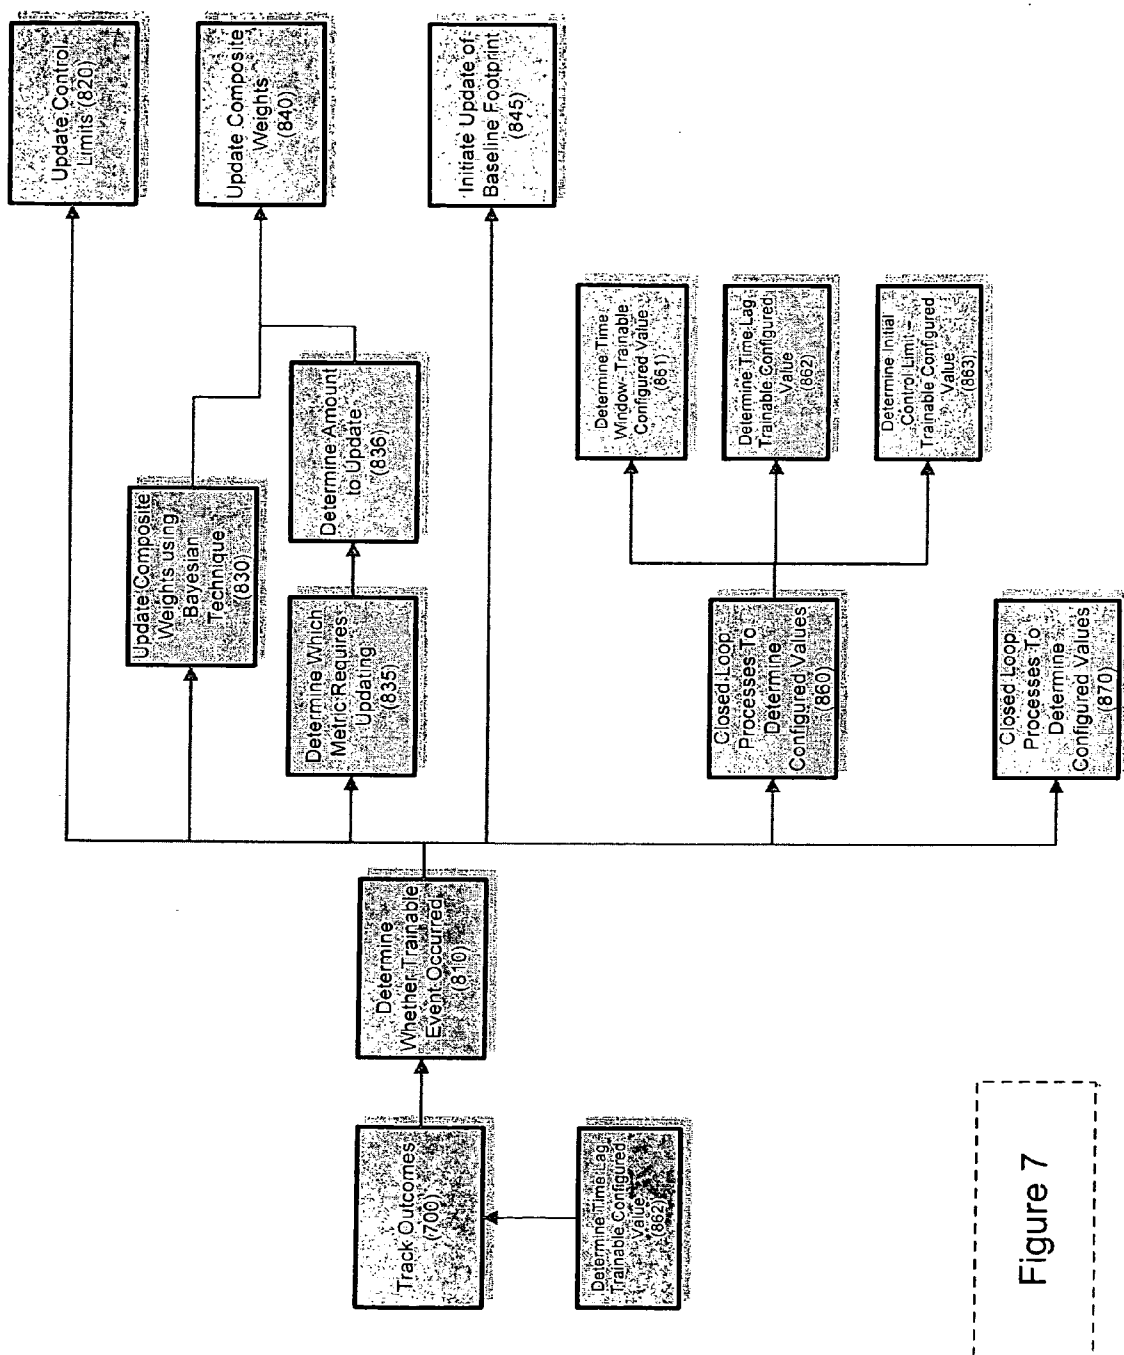 Update Control
Limits (820)
Update Composite
Weights
(840)
Initiate Update of
Baseline Footprint
(845)
Update Composite
Weights using
Bayesian
Technique
(830)
Determine Amount
to Update
(836)
Determine Which
Metric Requires
Updating
(835)
Determine Time
Window- Trainable
Configured Value
(861)
Determine Time Lag
Trainable Configured
Value
(862)
Determine Initial
Control Limit –
Trainable Configured
Value
(863)
Closed Loop
Processes To
Determine
Configured Values
(860)
Closed Loop
Processes To
Determine
Configured Values
(870)
Determine
Whether Trainable
Event Occurred
(810)
Track Outcomes
(700)
Determine Time Lag
Trainable Configured
Value
(862)
Figure 7